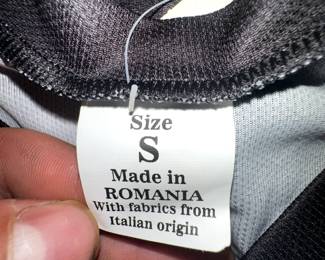 Size
S
Made in
ROMANIA
With fabrics from
Italian origin